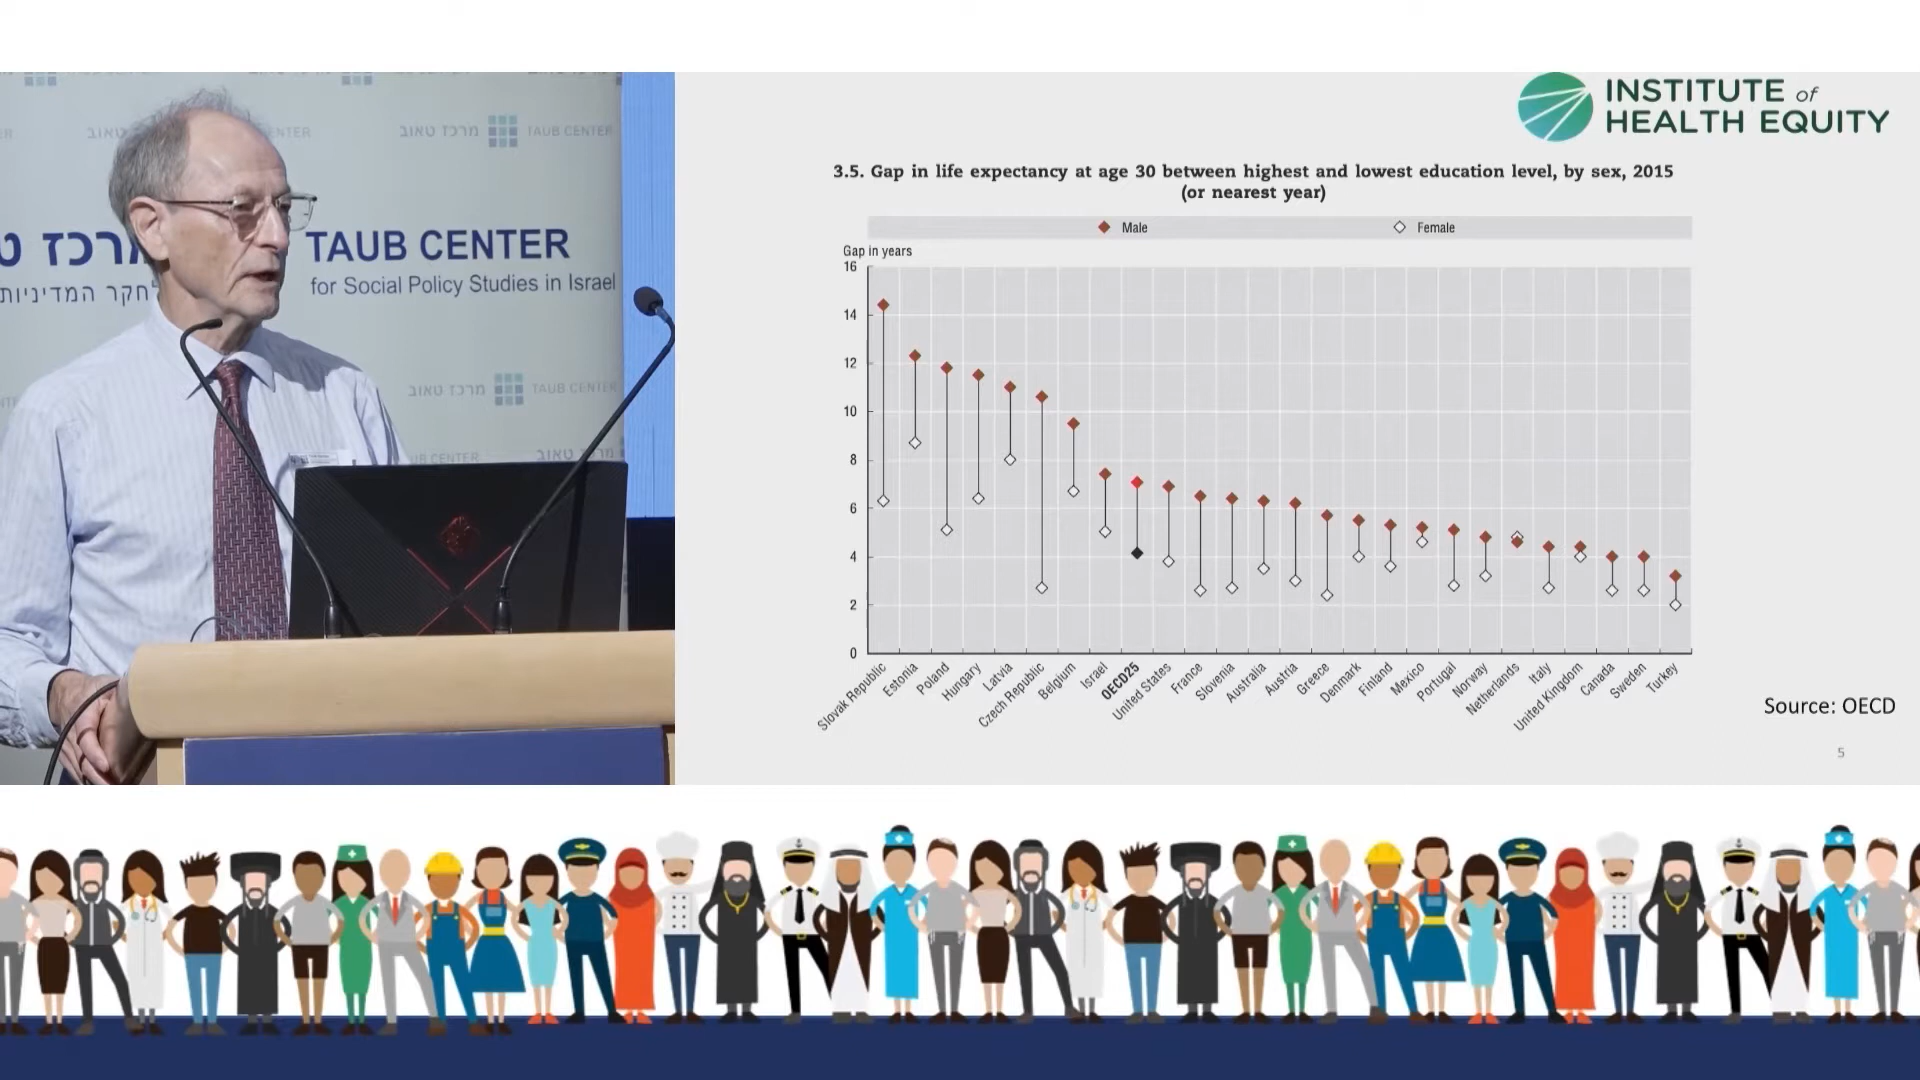 מרכז טאוב TAUB CENTER
TAUB CENTER
for Social Policy Studies in Israel
מרכז טאוב TAUB CENTER
INSTITUTE of
HEALTH EQUITY
3.5. Gap in life expectancy at age 30 between highest and lowest education level, by sex, 2015
(or nearest year)
Male Female
Gap in years
16
14
12
10
8
6
4
2
0
Slovak Republic
Estonia
Poland
Hungary
Latvia
Czech Republic
Belgium
Israel
OECD25
United States
France
Slovenia
Australia
Austria
Greece
Denmark
Finland
Mexico
Portugal
Norway
Netherlands
Italy
United Kingdom
Canada
Sweden
Turkey
Source: OECD
5